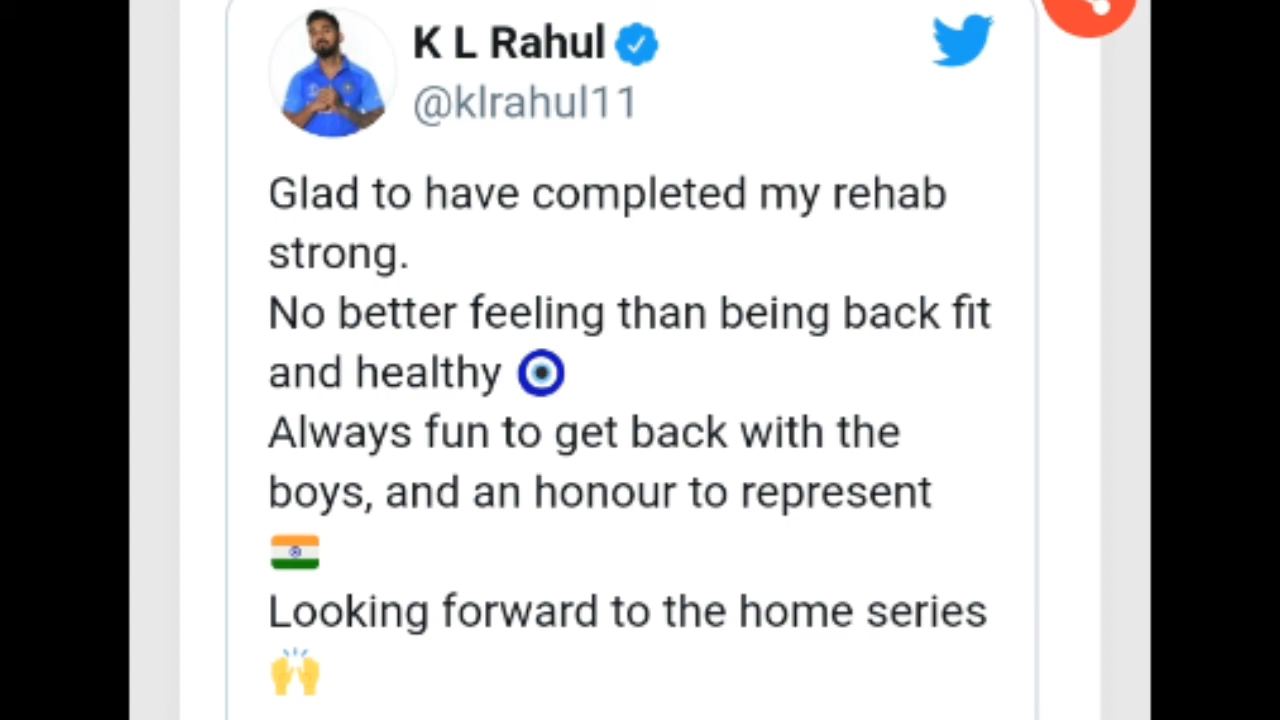 K L Rahul
@klrahul11
Glad to have completed my rehab
strong.
No better feeling than being back fit
and healthy 🧿
Always fun to get back with the
boys, and an honour to represent
🇮🇳
Looking forward to the home series
🙌